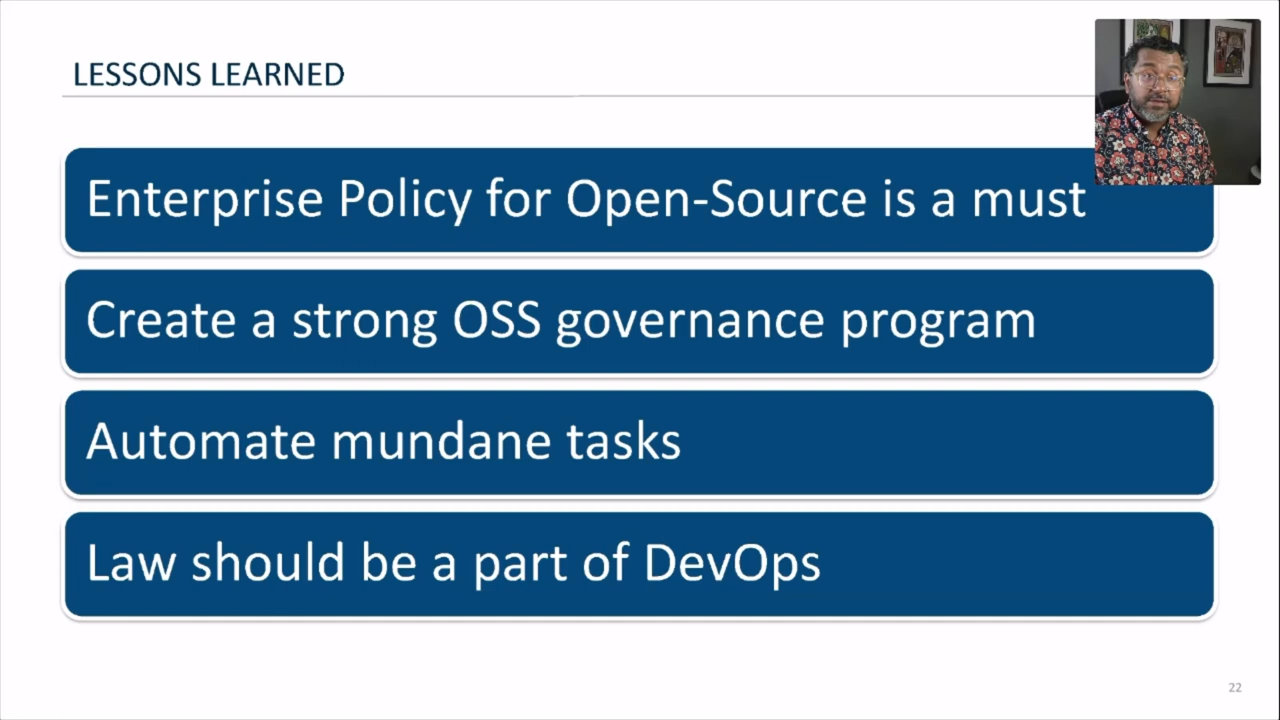 LESSONS LEARNED
Enterprise Policy for Open-Source is a must
Create a strong OSS governance program
Automate mundane tasks
Law should be a part of DevOps
22